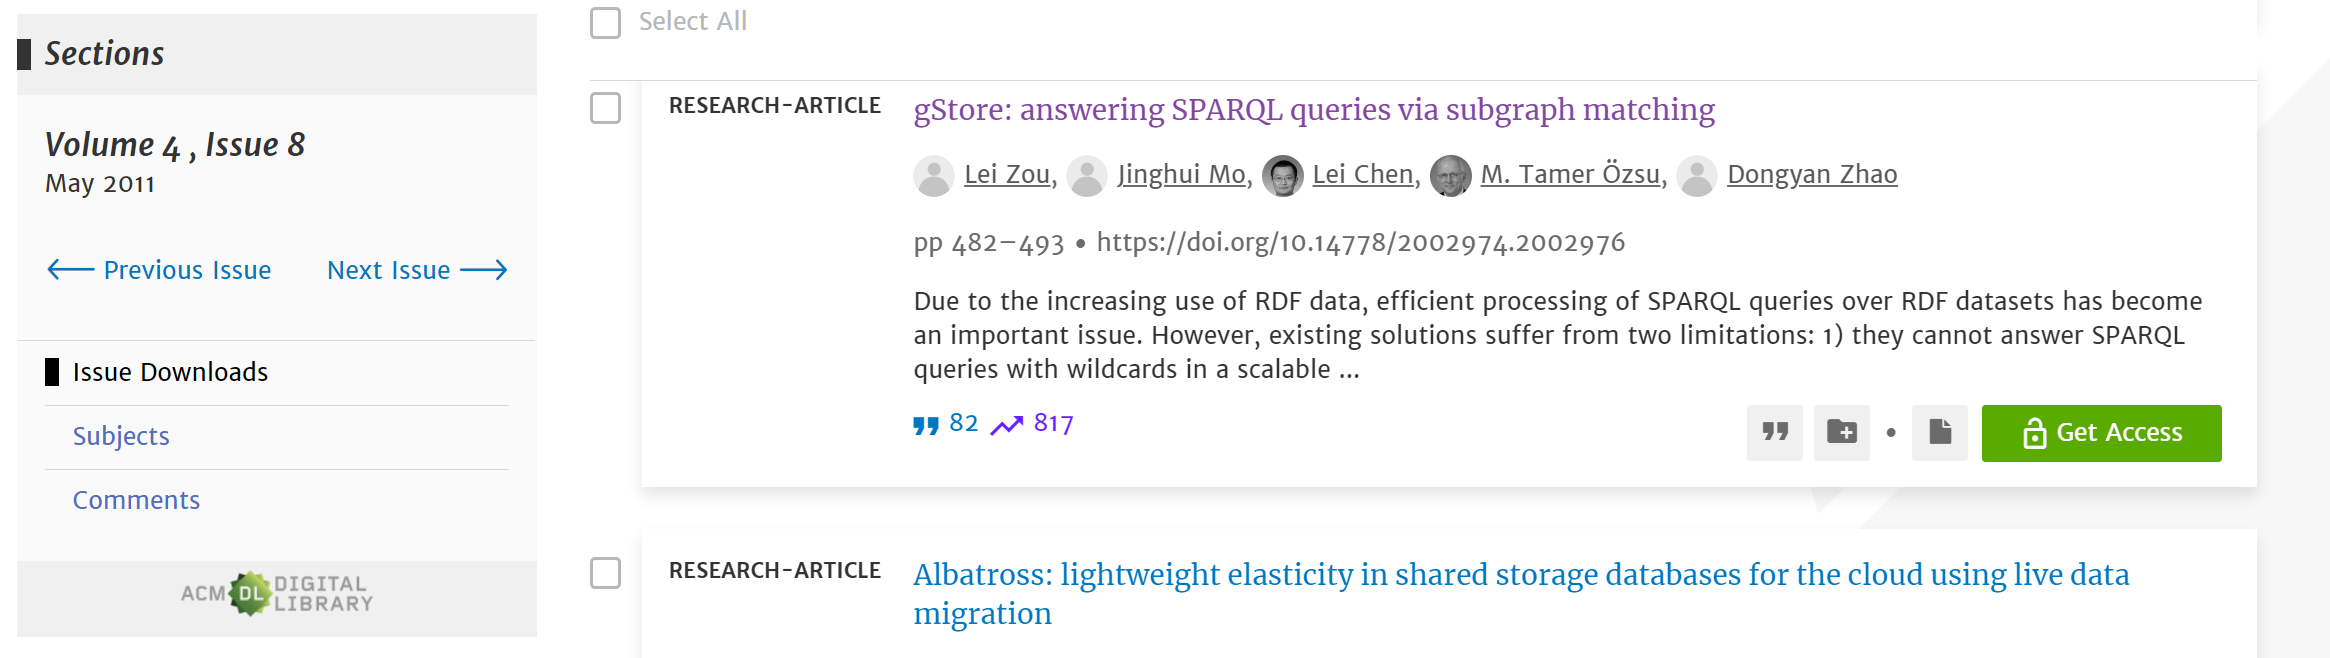 Sections
Volume 4 , Issue 8
May 2011
Previous Issue
Next Issue
Issue Downloads
Subjects
Comments
ACM DL DIGITAL LIBRARY
Select All
RESEARCH-ARTICLE
gStore: answering SPARQL queries via subgraph matching
Lei Zou, Jinghui Mo, Lei Chen, M. Tamer Özsu, Dongyan Zhao
pp 482–493 • https://doi.org/10.14778/2002974.2002976
Due to the increasing use of RDF data, efficient processing of SPARQL queries over RDF datasets has become
an important issue. However, existing solutions suffer from two limitations: 1) they cannot answer SPARQL
queries with wildcards in a scalable ...
82 817
Get Access
RESEARCH-ARTICLE
Albatross: lightweight elasticity in shared storage databases for the cloud using live data
migration